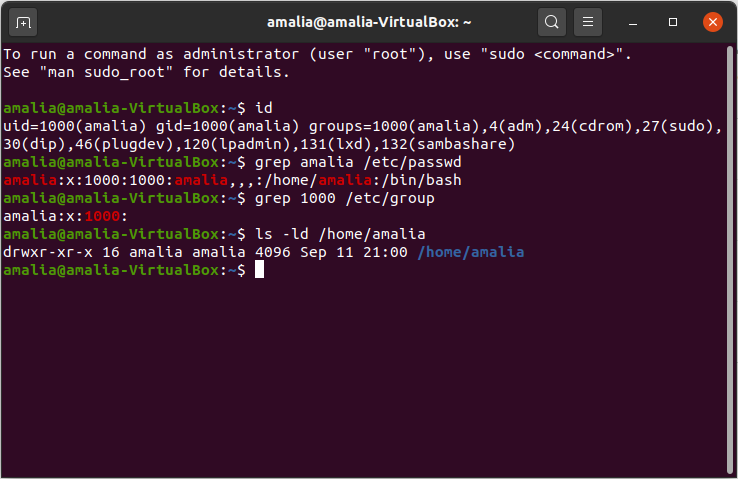 amalia@amalia-VirtualBox: ~
To run a command as administrator (user "root"), use "sudo <command>".
See "man sudo_root" for details.
amalia@amalia-VirtualBox:~$ id
uid=1000(amalia) gid=1000(amalia) groups=1000(amalia),4(adm),24(cdrom),27(sudo),
30(dip),46(plugdev),120(lpadmin),131(lxd),132(sambashare)
amalia@amalia-VirtualBox:~$ grep amalia /etc/passwd
amalia:x:1000:1000:amalia,,,:/home/amalia:/bin/bash
amalia@amalia-VirtualBox:~$ grep 1000 /etc/group
amalia:x:1000:
amalia@amalia-VirtualBox:~$ ls -ld /home/amalia
drwxr-xr-x 16 amalia amalia 4096 Sep 11 21:00 /home/amalia
amalia@amalia-VirtualBox:~$